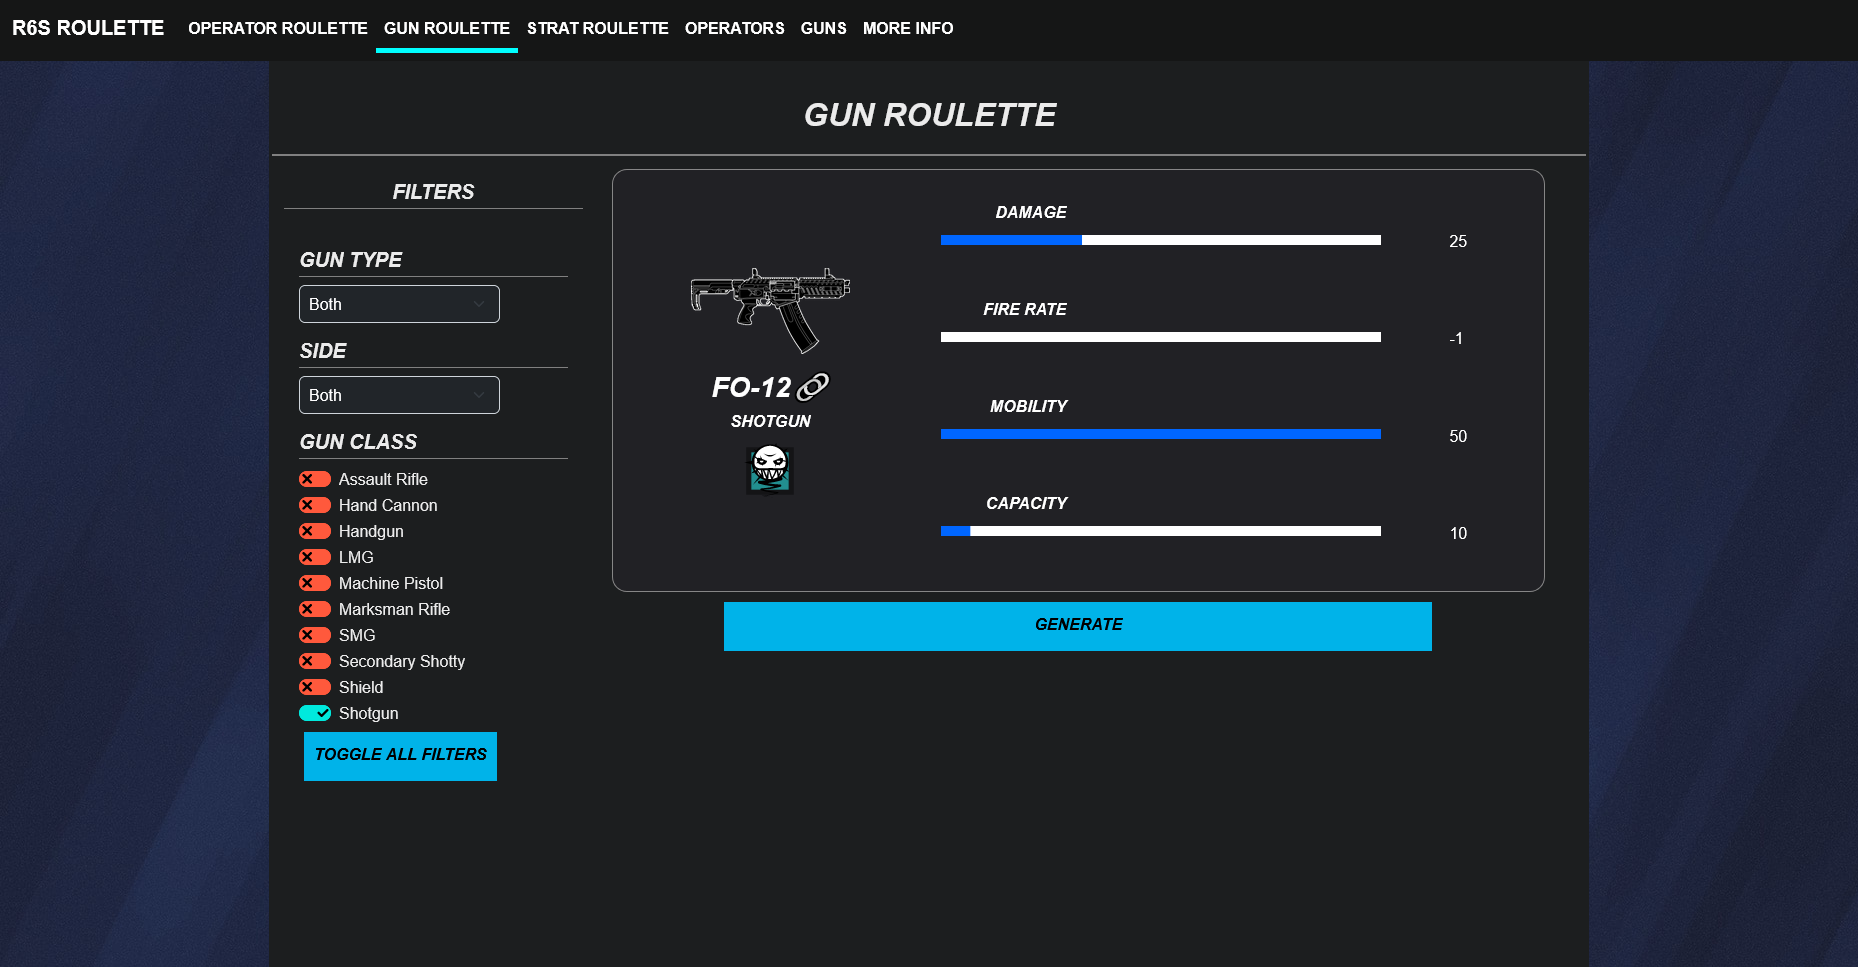 R6S ROULETTE OPERATOR ROULETTE GUN ROULETTE STRAT ROULETTE OPERATORS GUNS MORE INFO
GUN ROULETTE
FILTERS
GUN TYPE
Both
SIDE
Both
GUN CLASS
Assault Rifle
Hand Cannon
Handgun
LMG
Machine Pistol
Marksman Rifle
SMG
Secondary Shotty
Shield
Shotgun
TOGGLE ALL FILTERS
FO-12
SHOTGUN
DAMAGE
25
FIRE RATE
-1
MOBILITY
50
CAPACITY
10
GENERATE